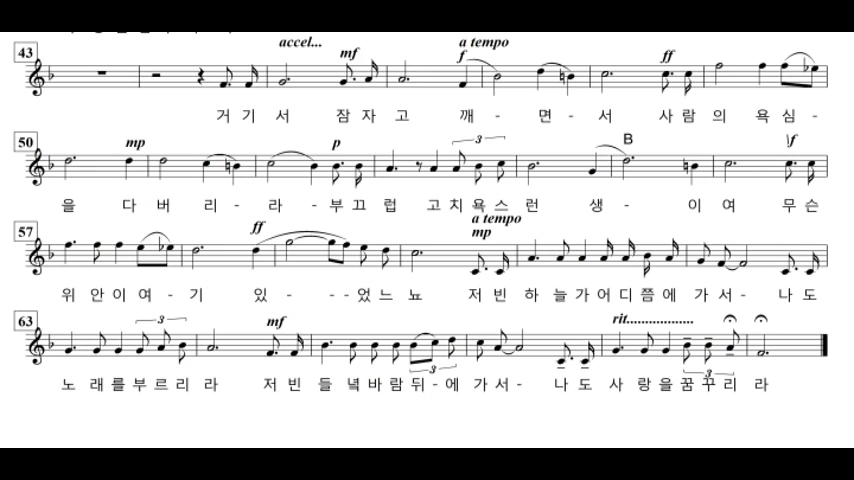 accel... a tempo
43 mf f ff
거 기 서 잠 자 고 깨 - 면 - 서 사 람 의 욕 심 -
50 mp p 3 B \f
을 다 버 리 - 라 - 부 끄 럽 고 치 욕 스 런 생 - 이 여 무 슨
57 ff a tempo mp
위 안 이 여 - 기 있 - - - 었 느 뇨 저 빈 하 늘 가 어 디 쯤 에 가 서 - 나 도
63 3 mf 3 rit................... 3
노 래 를 부 르 리 라 저 빈 들 녘 바 람 뒤 - 에 가 서 - 나 도 사 랑 을 꿈 꾸 리 라